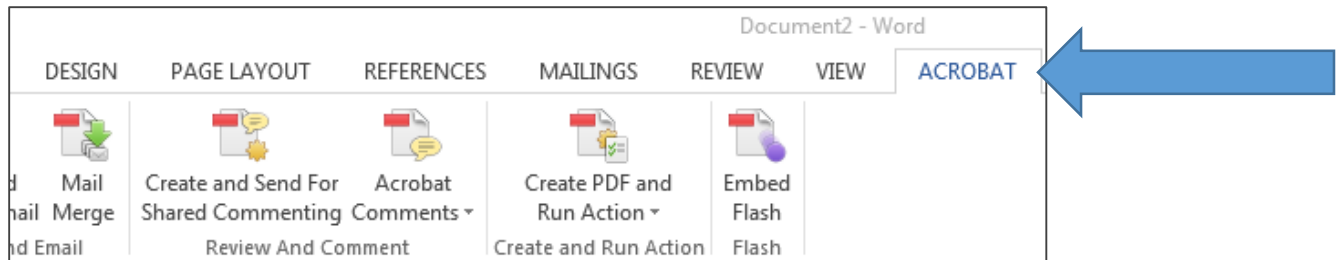 Document2 - Word
DESIGN PAGE LAYOUT REFERENCES MAILINGS REVIEW VIEW ACROBAT
Mail Create and Send For Acrobat Create PDF and Embed
Merge Shared Commenting Comments Run Action Flash
Email Review And Comment Create and Run Action Flash